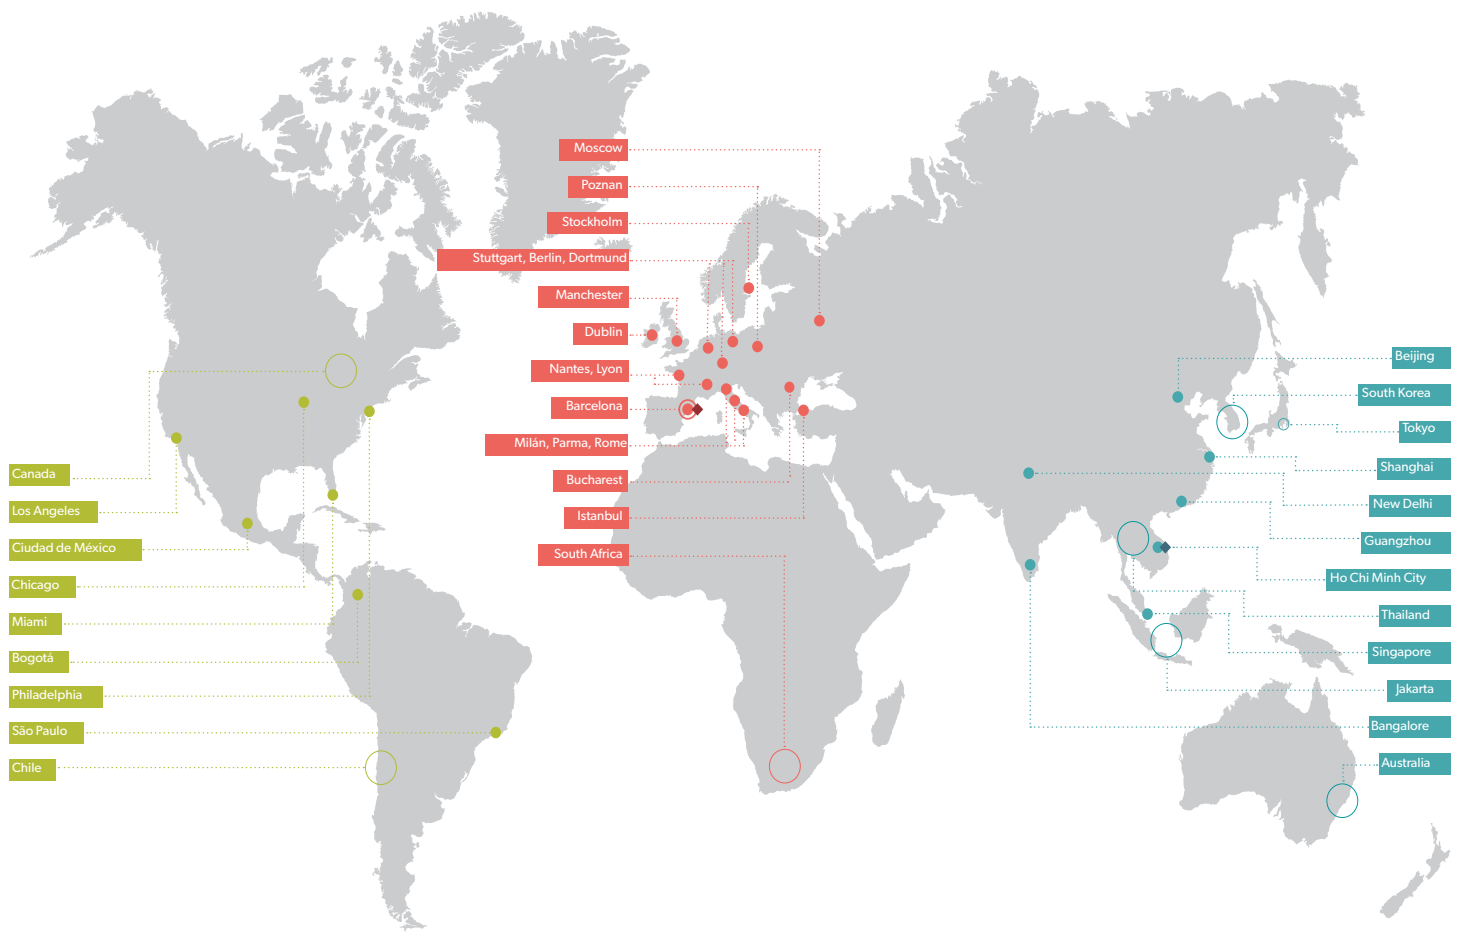 Moscow
Poznan
Stockholm
Stuttgart, Berlin, Dortmund
Manchester
Dublin
Nantes, Lyon
Barcelona
Milán, Parma, Rome
Bucharest
Istanbul
South Africa
Canada
Los Angeles
Ciudad de México
Chicago
Miami
Bogotá
Philadelphia
São Paulo
Chile
Beijing
South Korea
Tokyo
Shanghai
New Delhi
Guangzhou
Ho Chi Minh City
Thailand
Singapore
Jakarta
Bangalore
Australia